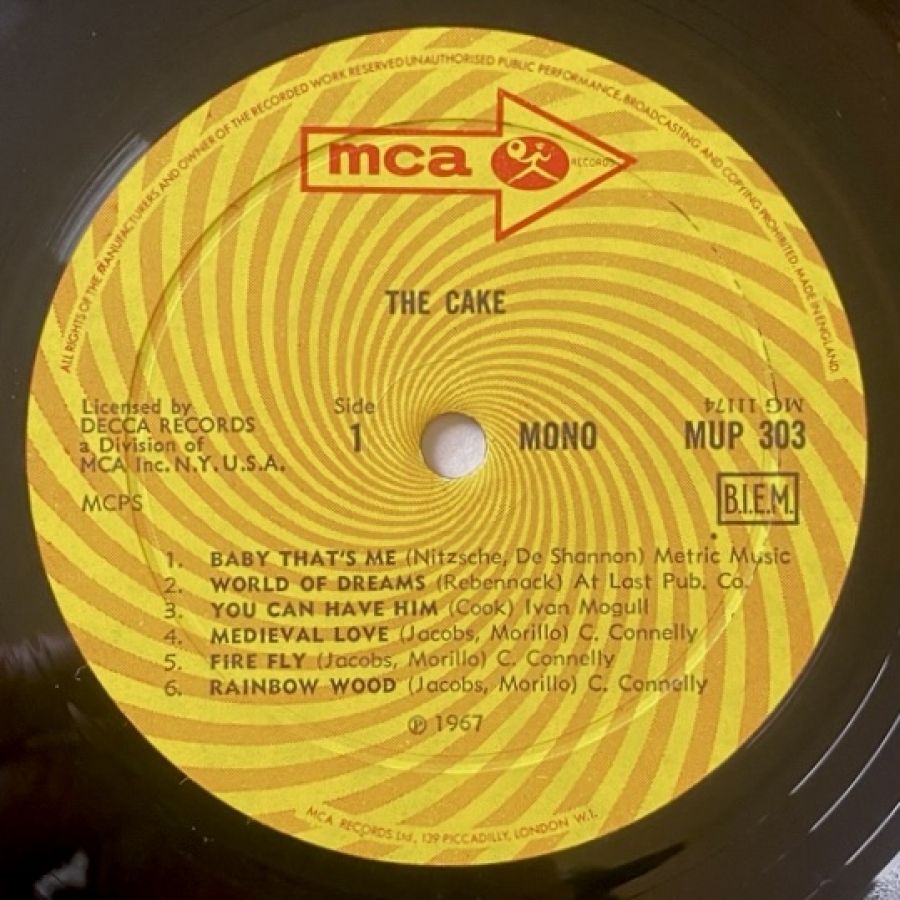 ALL RIGHTS OF THE MANUFACTURERS AND OWNER OF THE RECORDED WORK RESERVED UNAUTHORISED PUBLIC PERFORMANCE, BROADCASTING AND COPYING PROHIBITED. MADE IN ENGLAND
mca RECORDS
THE CAKE
Licensed by
DECCA RECORDS
a Division of
MCA Inc. N.Y. U.S.A.
MCPS
Side
1
MONO
MG 11174
MUP 303
B.I.E.M.
1. BABY THAT'S ME (Nitzsche, De Shannon) Metric Music
2. WORLD OF DREAMS (Rebennack) At Last Pub. Co.
3. YOU CAN HAVE HIM (Cook) Ivan Mogull
4. MEDIEVAL LOVE (Jacobs, Morillo) C. Connelly
5. FIRE FLY (Jacobs, Morillo) C. Connelly
6. RAINBOW WOOD (Jacobs, Morillo) C. Connelly
℗ 1967
MCA RECORDS Ltd., 139 PICCADILLY, LONDON W.1.